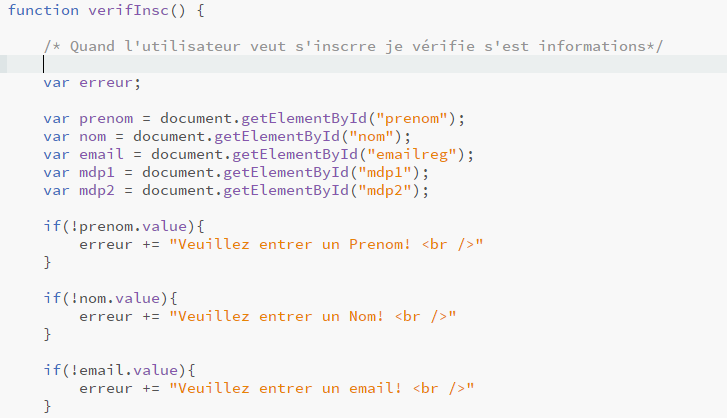 function verifInsc() {
/* Quand l'utilisateur veut s'inscrre je vérifie s'est informations*/
var erreur;
var prenom = document.getElementById("prenom");
var nom = document.getElementById("nom");
var email = document.getElementById("emailreg");
var mdp1 = document.getElementById("mdp1");
var mdp2 = document.getElementById("mdp2");
if(!prenom.value){
erreur += "Veuillez entrer un Prenom! <br />"
}
if(!nom.value){
erreur += "Veuillez entrer un Nom! <br />"
}
if(!email.value){
erreur += "Veuillez entrer un email! <br />"
}